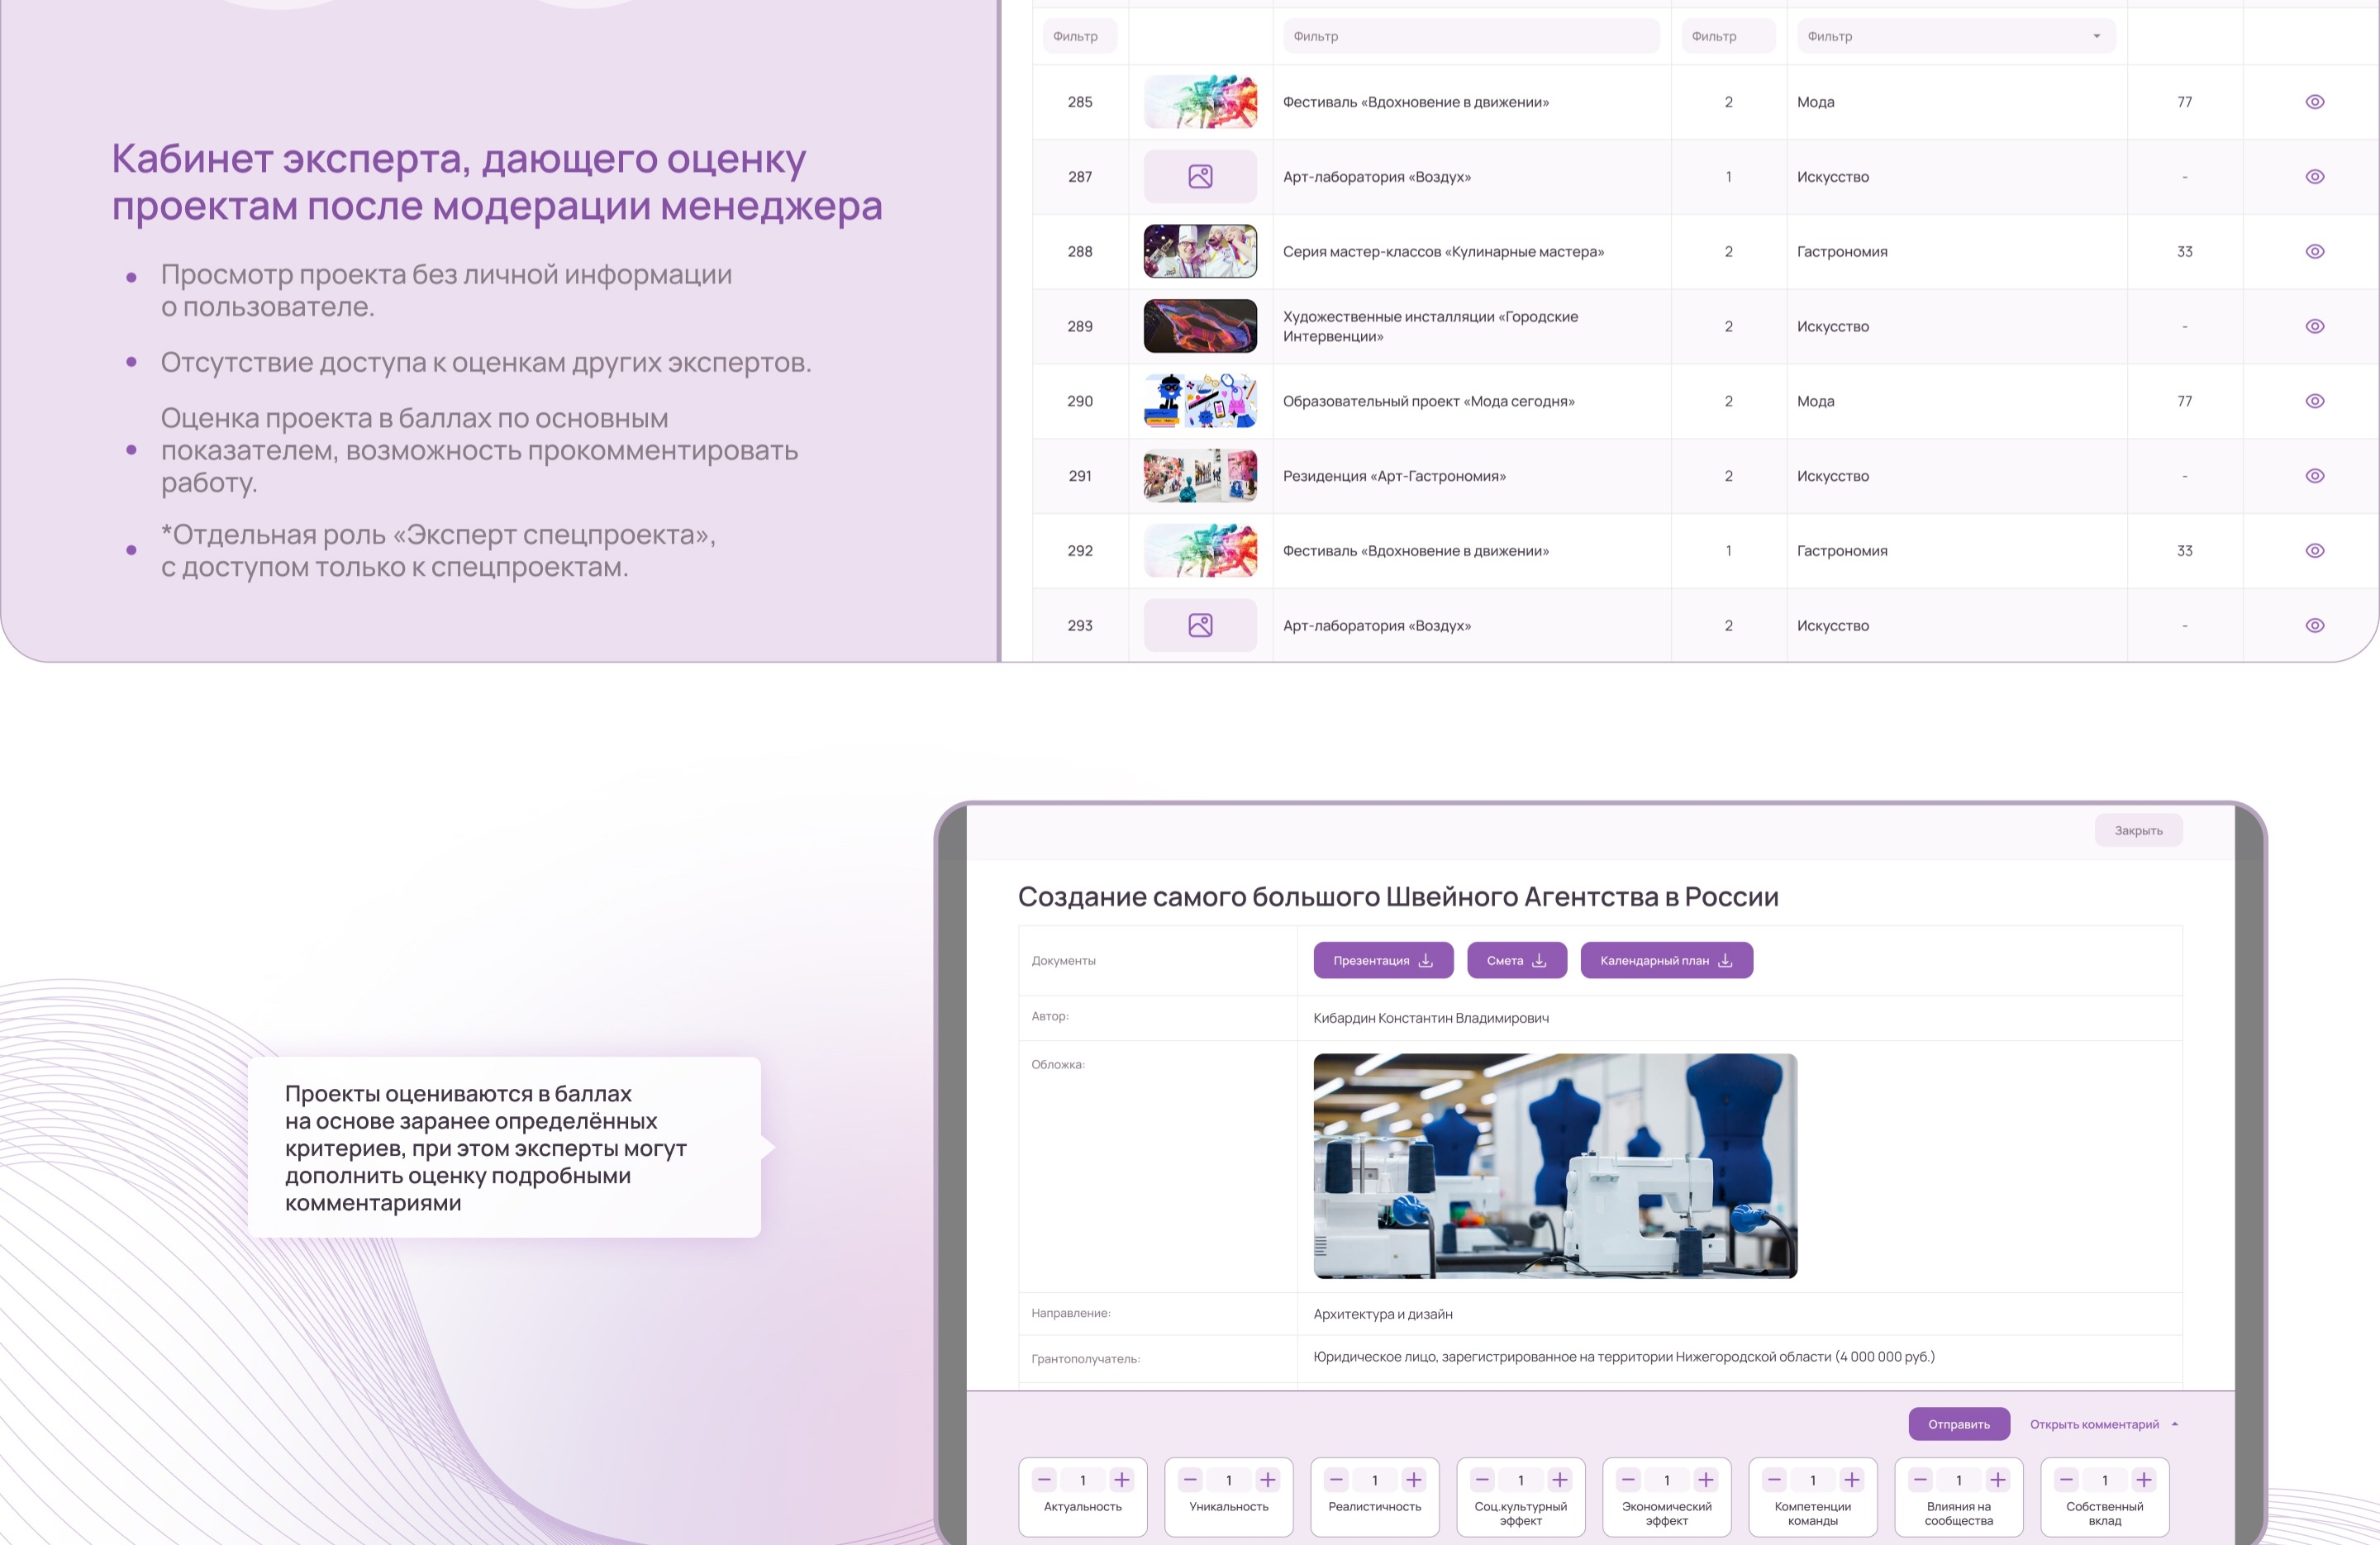 Кабинет эксперта, дающего оценку
проектам после модерации менеджера
Просмотр проекта без личной информации
о пользователе.
Отсутствие доступа к оценкам других экспертов.
Оценка проекта в баллах по основным
показателем, возможность прокомментировать
работу.
*Отдельная роль «Эксперт спецпроекта»,
с доступом только к спецпроектам.
Фильтр Фильтр Фильтр Фильтр
285 Фестиваль «Вдохновение в движении» 2 Мода 77
287 Арт-лаборатория «Воздух» 1 Искусство -
288 Серия мастер-классов «Кулинарные мастера» 2 Гастрономия 33
289 Художественные инсталляции «Городские
Интервенции» 2 Искусство -
290 Образовательный проект «Мода сегодня» 2 Мода 77
291 Резиденция «Арт-Гастрономия» 2 Искусство -
292 Фестиваль «Вдохновение в движении» 1 Гастрономия 33
293 Арт-лаборатория «Воздух» 2 Искусство -
Проекты оцениваются в баллах
на основе заранее определённых
критериев, при этом эксперты могут
дополнить оценку подробными
комментариями
Закрыть
Создание самого большого Швейного Агентства в России
Документы Презентация Смета Календарный план
Автор: Кибардин Константин Владимирович
Обложка:
Направление: Архитектура и дизайн
Грантополучатель: Юридическое лицо, зарегистрированное на территории Нижегородской области (4 000 000 руб.)
Отправить Открыть комментарий
1 1 1 1 1 1 1 1
Актуальность Уникальность Реалистичность Соц.культурный Экономический Компетенции Влияния на Собственный
эффект эффект команды сообщества вклад